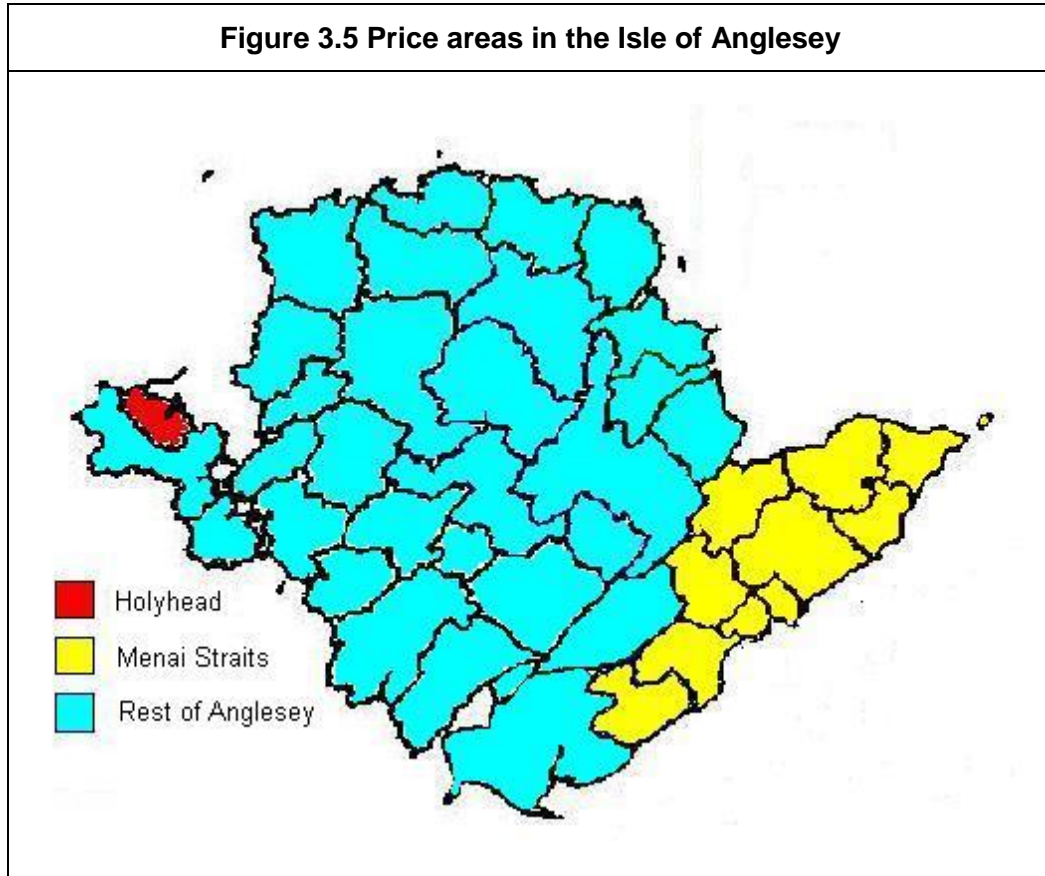 Figure 3.5 Price areas in the Isle of Anglesey
Holyhead
Menai Straits
Rest of Anglesey